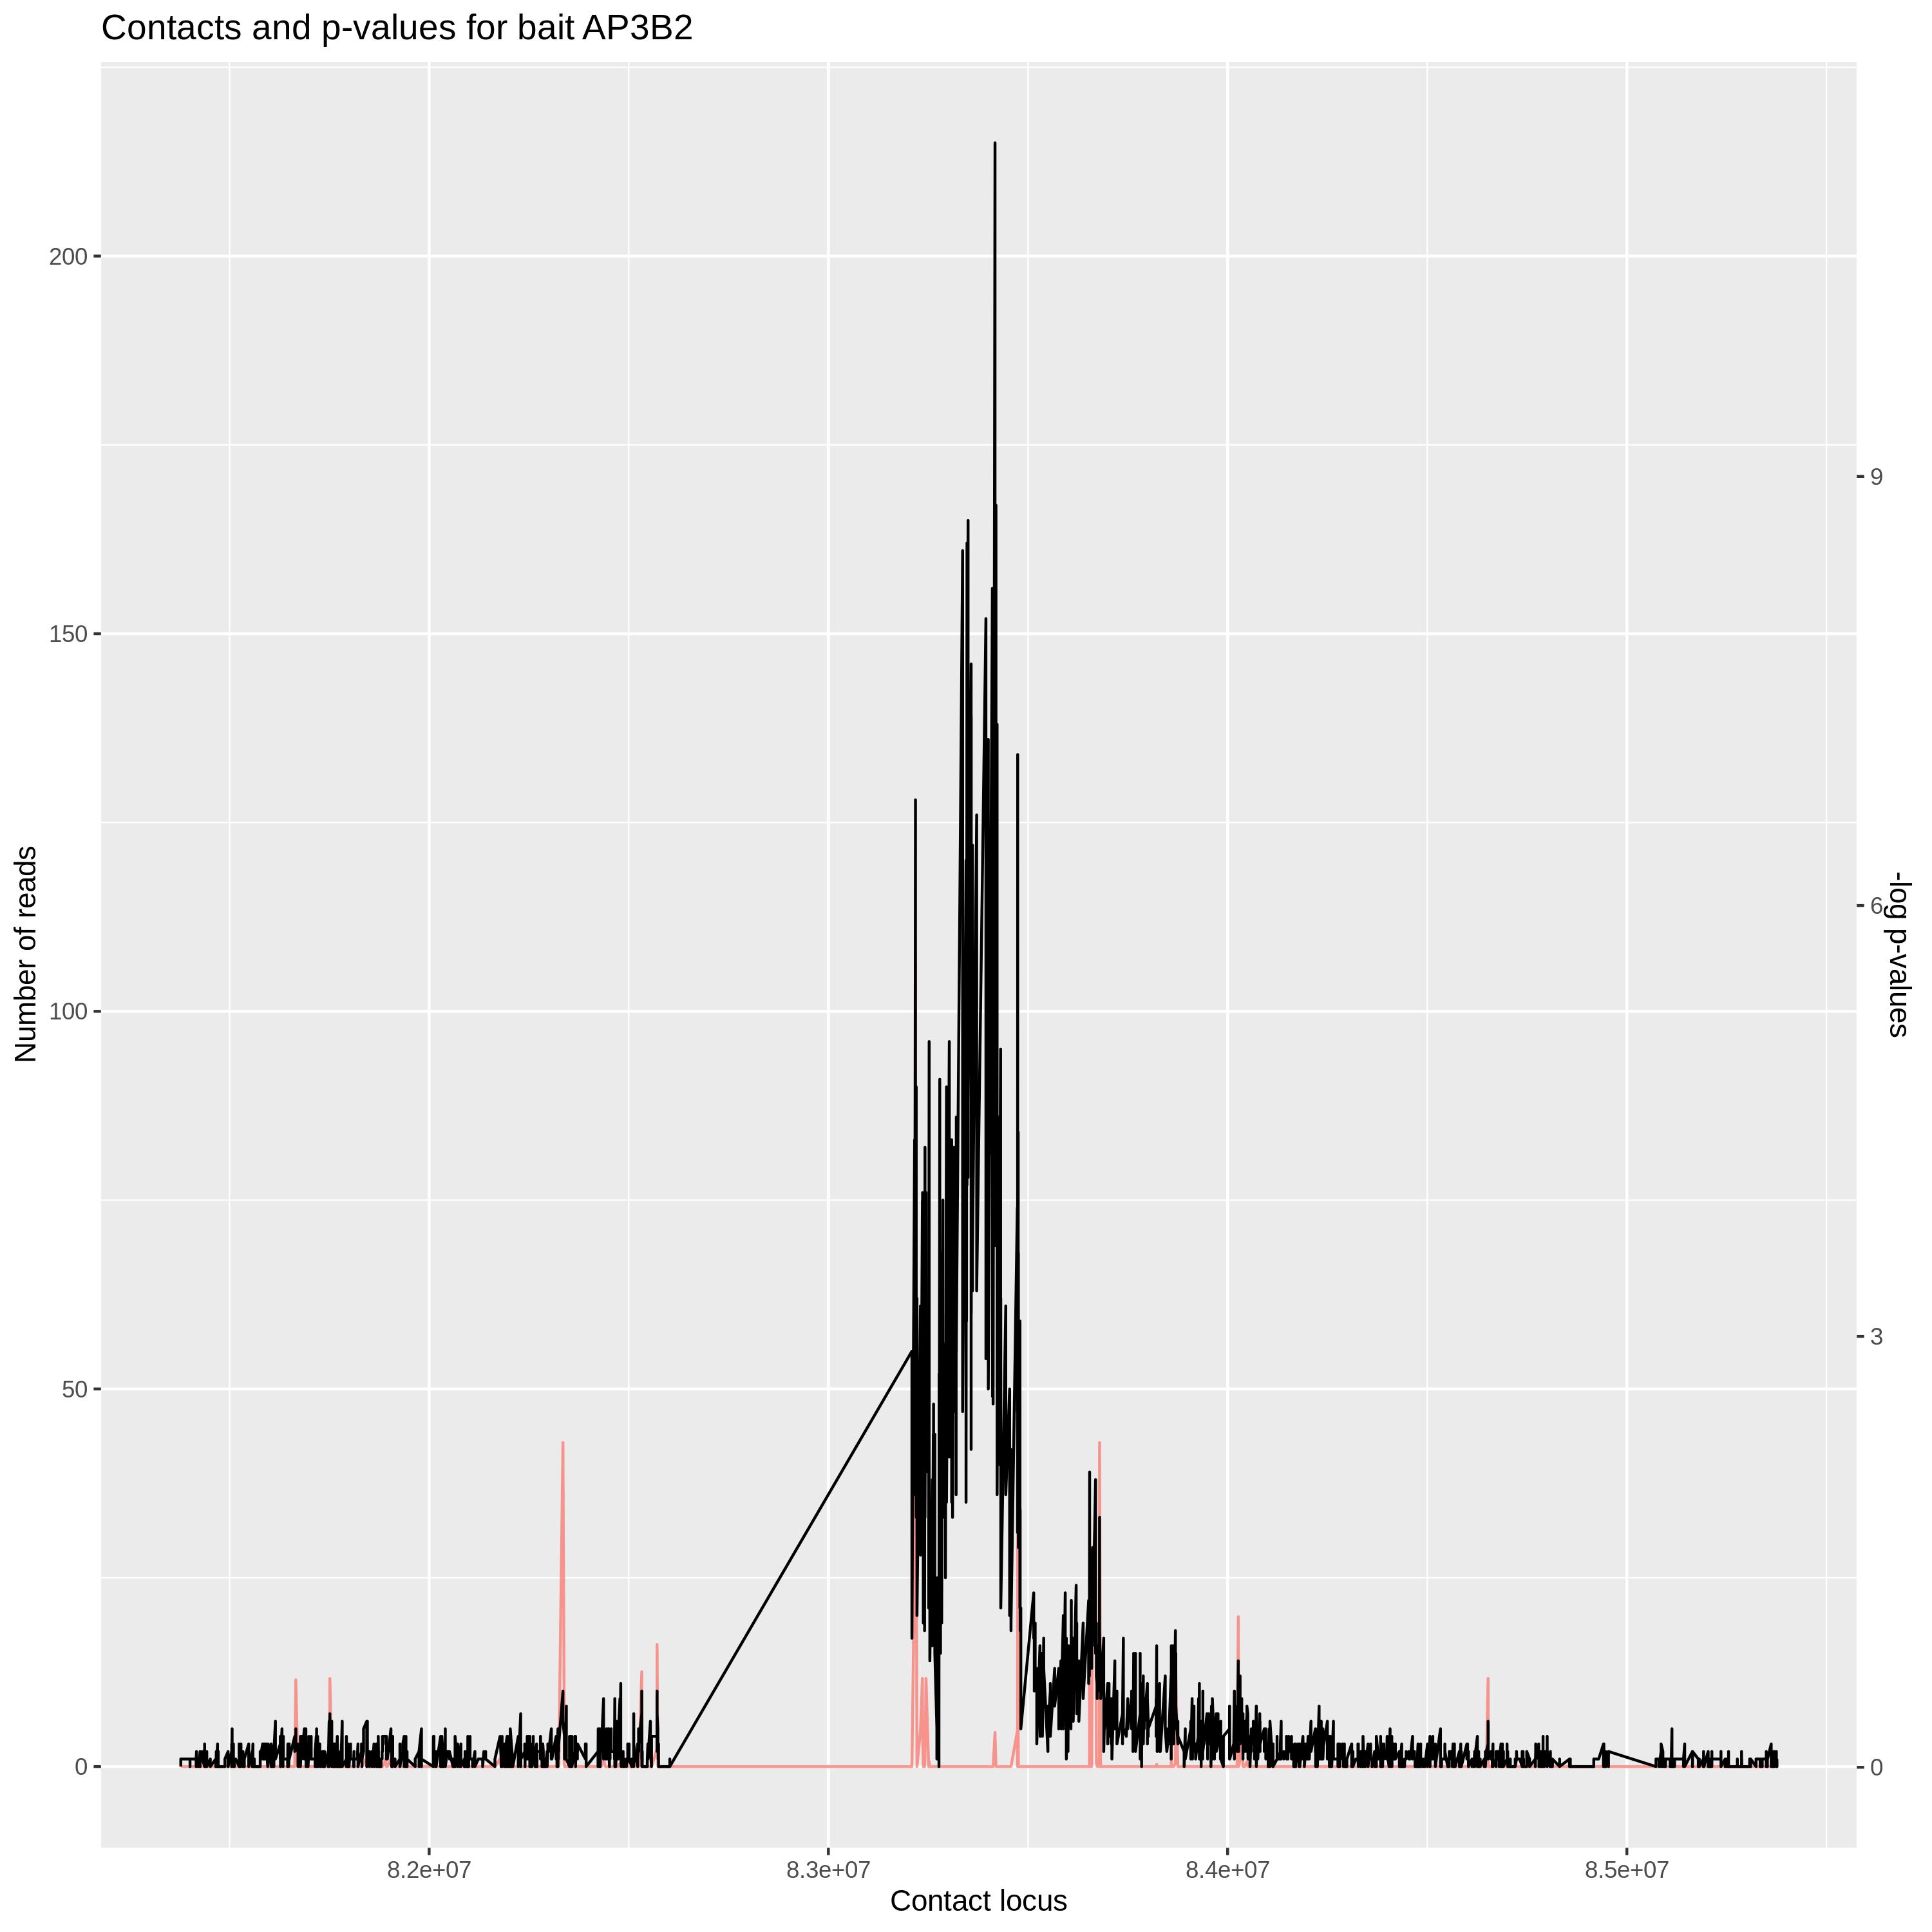 Contacts and p-values for bait AP3B2
200
150
100
50
0
9
6
3
0
Number of reads
-log p-values
8.2e+07
8.3e+07
8.4e+07
8.5e+07
Contact locus